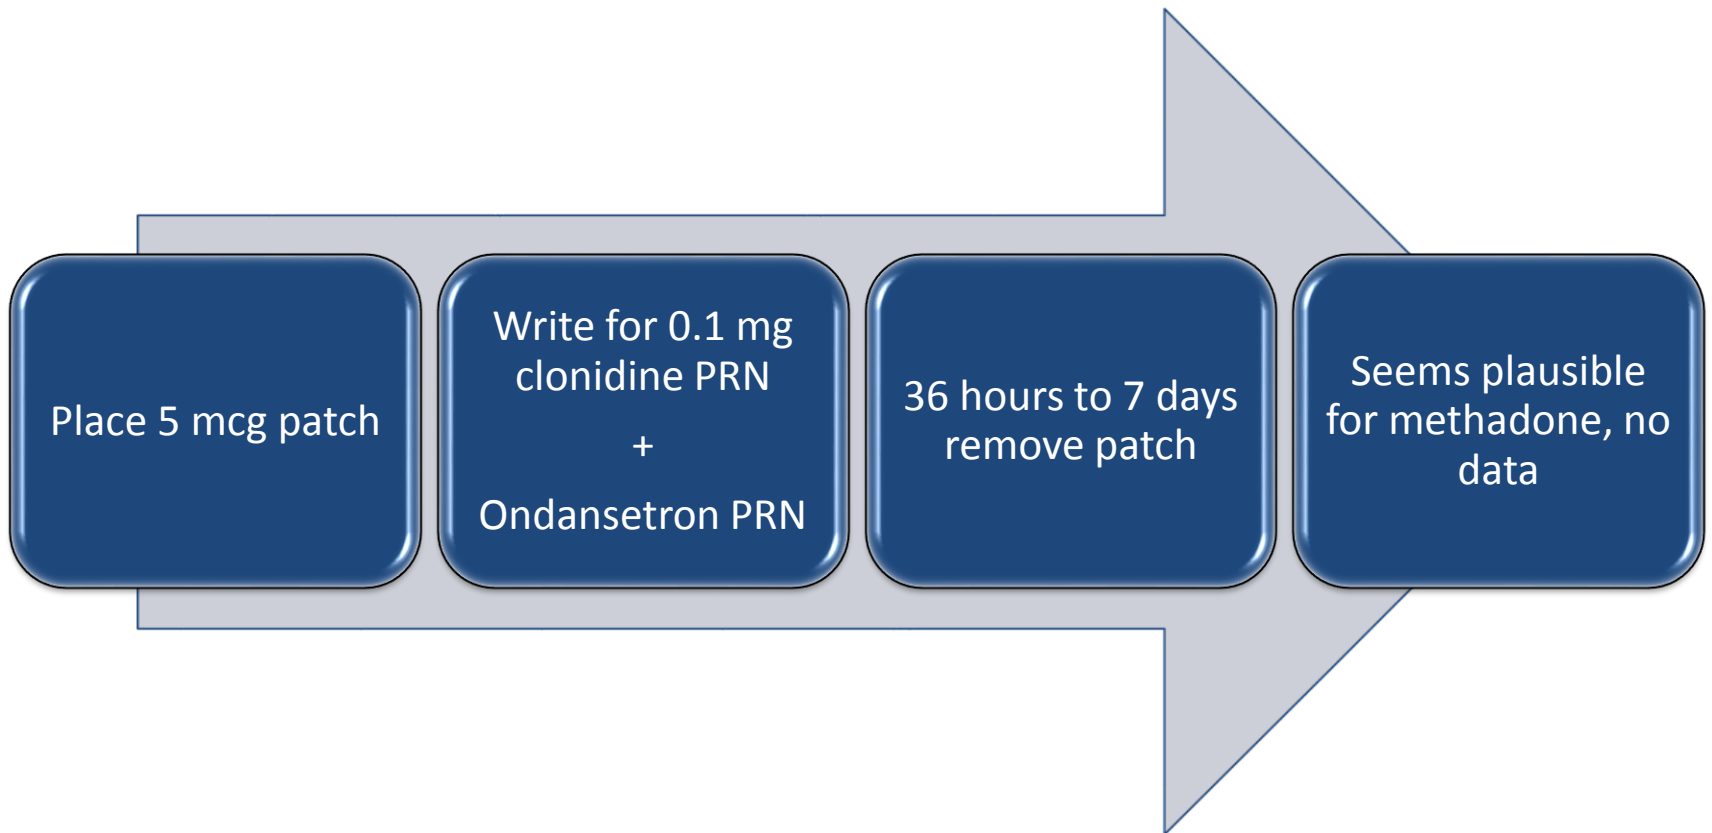 Place 5 mcg patch
Write for 0.1 mg
clonidine PRN
+
Ondansetron PRN
36 hours to 7 days
remove patch
Seems plausible
for methadone, no
data